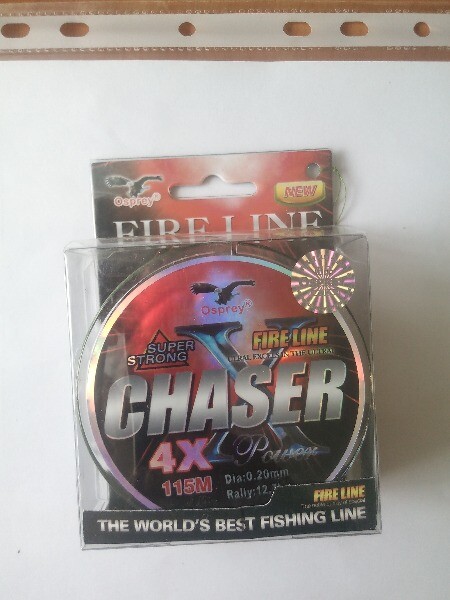 Osprey®
NEW
FIRE LINE
Osprey®
SUPER
STRONG
FIRE LINE
CHASER
X
4X
Power
115M
Dia:0.20mm
FIRE LINE
THE WORLD'S BEST FISHING LINE